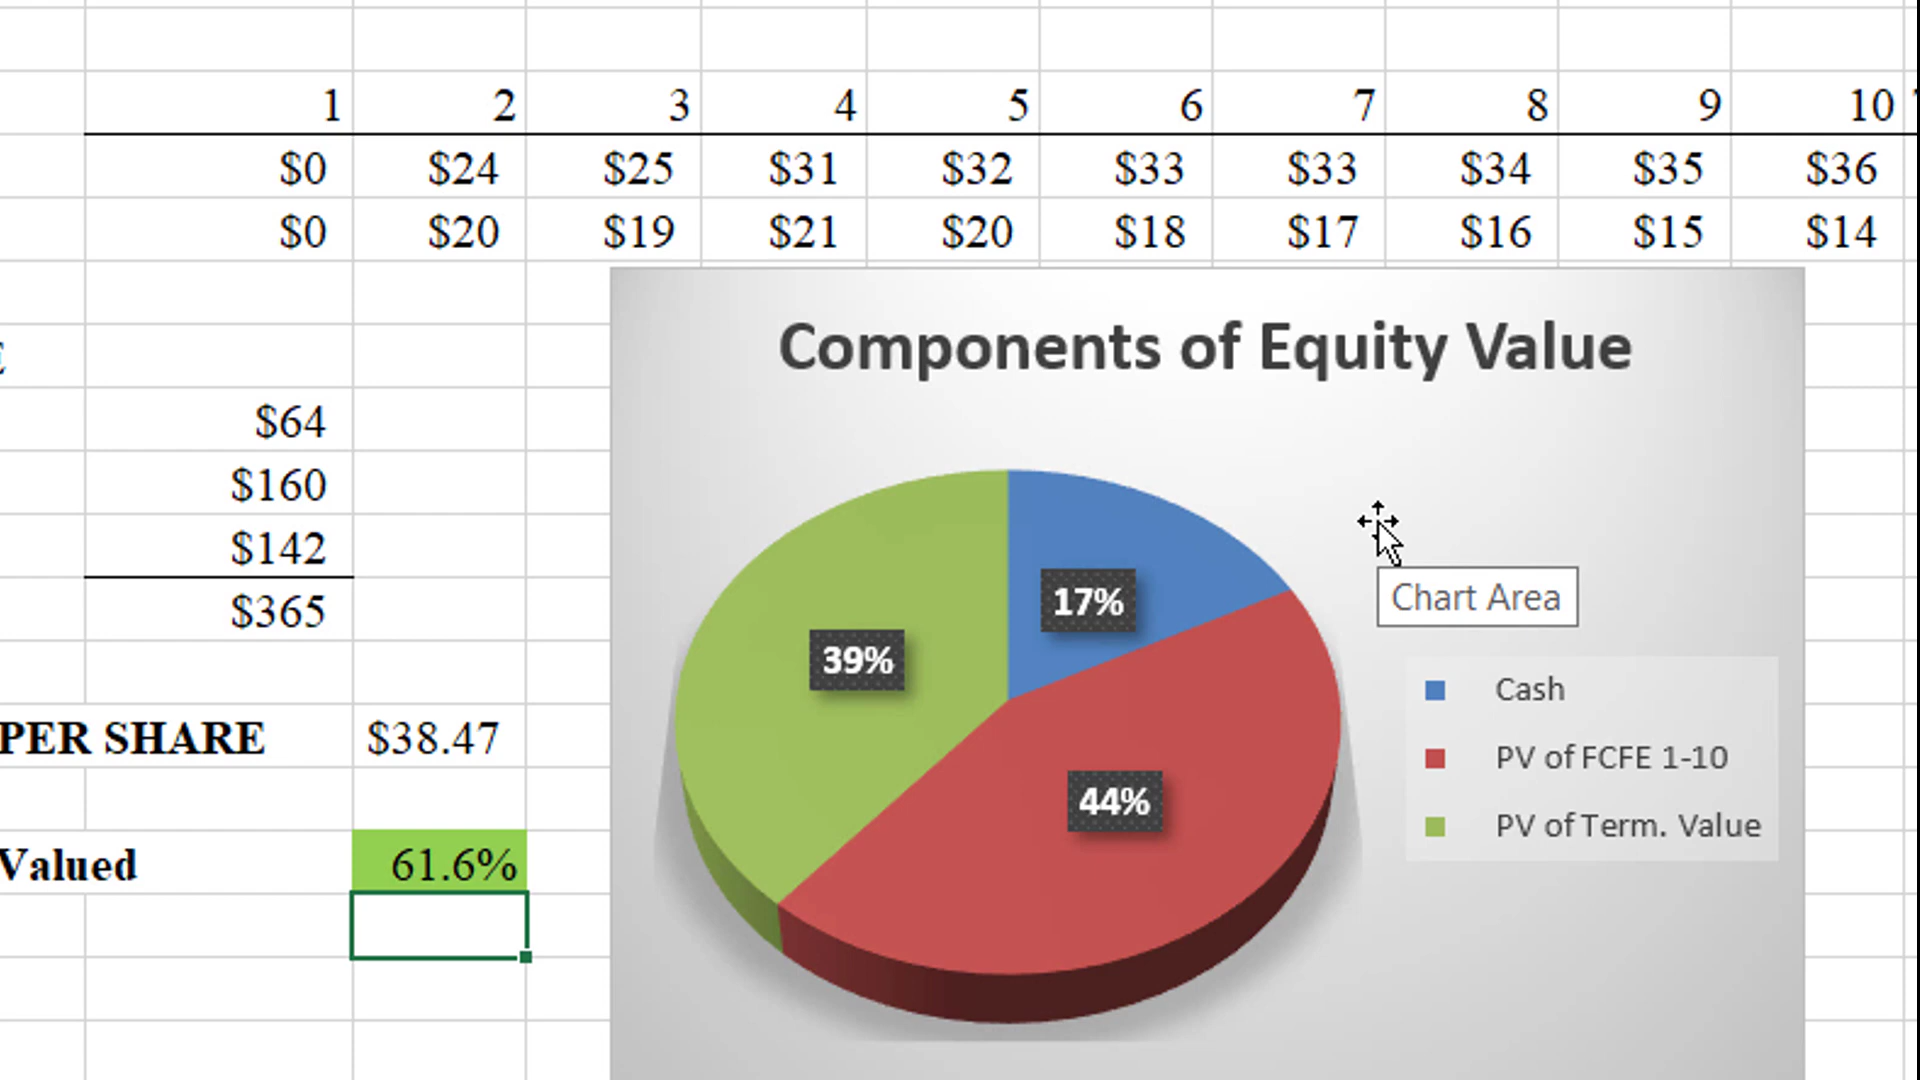 1 2 3 4 5 6 7 8 9 10
$0 $24 $25 $31 $32 $33 $33 $34 $35 $36
$0 $20 $19 $21 $20 $18 $17 $16 $15 $14
Components of Equity Value
$64
$160
$142
$365
PER SHARE $38.47
Valued 61.6%
17%
39%
44%
Chart Area
Cash
PV of FCFE 1-10
PV of Term. Value